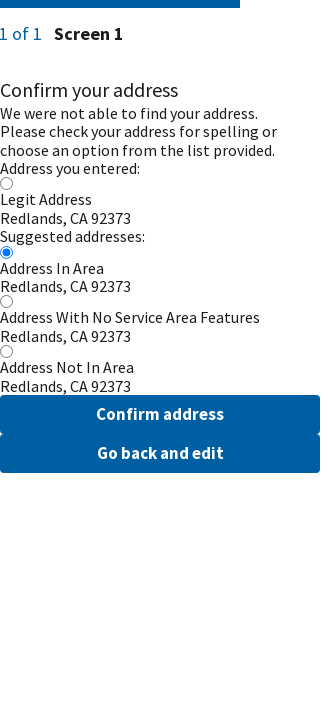 1 of 1 Screen 1
Confirm your address
We were not able to find your address.
Please check your address for spelling or
choose an option from the list provided.
Address you entered:
Legit Address
Redlands, CA 92373
Suggested addresses:
Address In Area
Redlands, CA 92373
Address With No Service Area Features
Redlands, CA 92373
Address Not In Area
Redlands, CA 92373
Confirm address
Go back and edit